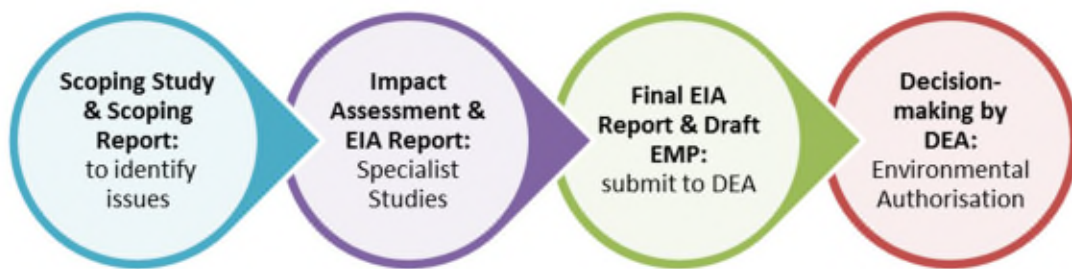 Scoping Study
& Scoping
Report:
to identify
issues
Impact
Assessment &
EIA Report:
Specialist
Studies
Final EIA
Report & Draft
EMP:
submit to DEA
Decision-
making by
DEA:
Environmental
Authorisation